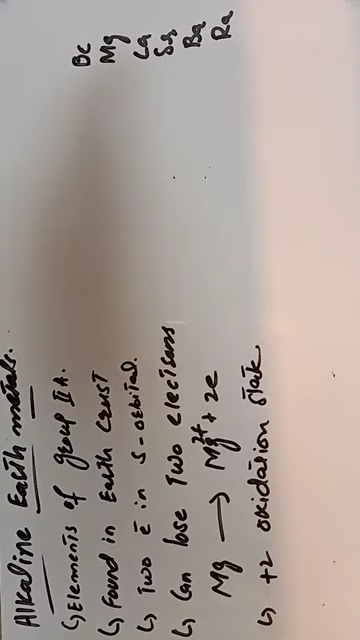 Alkaline Earth metals.
↳ Elements of group IIA.
↳ Found in Earth Crust
↳ Two e⁻ in S-orbital.
↳ Can lose two electrons
Mg → Mg²⁺ + 2e
↳ +2 oxidation state
Be
Mg
Ca
Sr
Ba
Ra